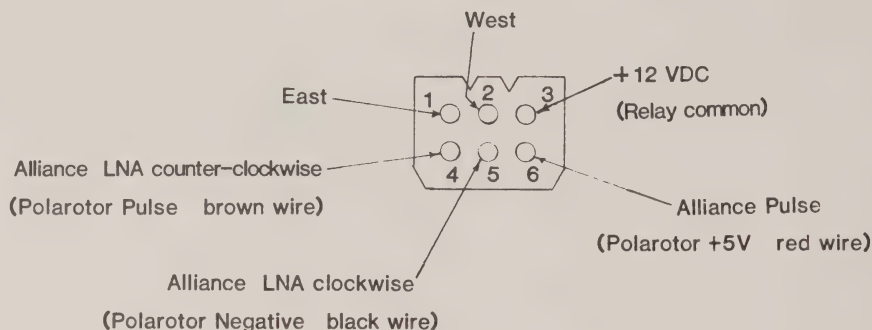 West
+12 VDC
(Relay common)
East
1 2 3
4 5 6
Alliance LNA counter-clockwise
(Polarotor Pulse brown wire)
Alliance Pulse
(Polarotor +5V red wire)
Alliance LNA clockwise
(Polarotor Negative black wire)